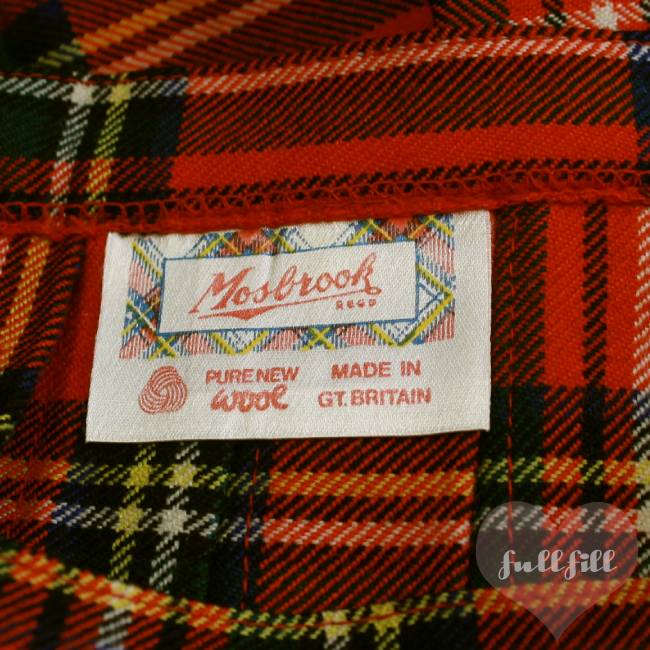 Mosbrook
REGD
PURE NEW MADE IN
wool GT. BRITAIN
fullfill